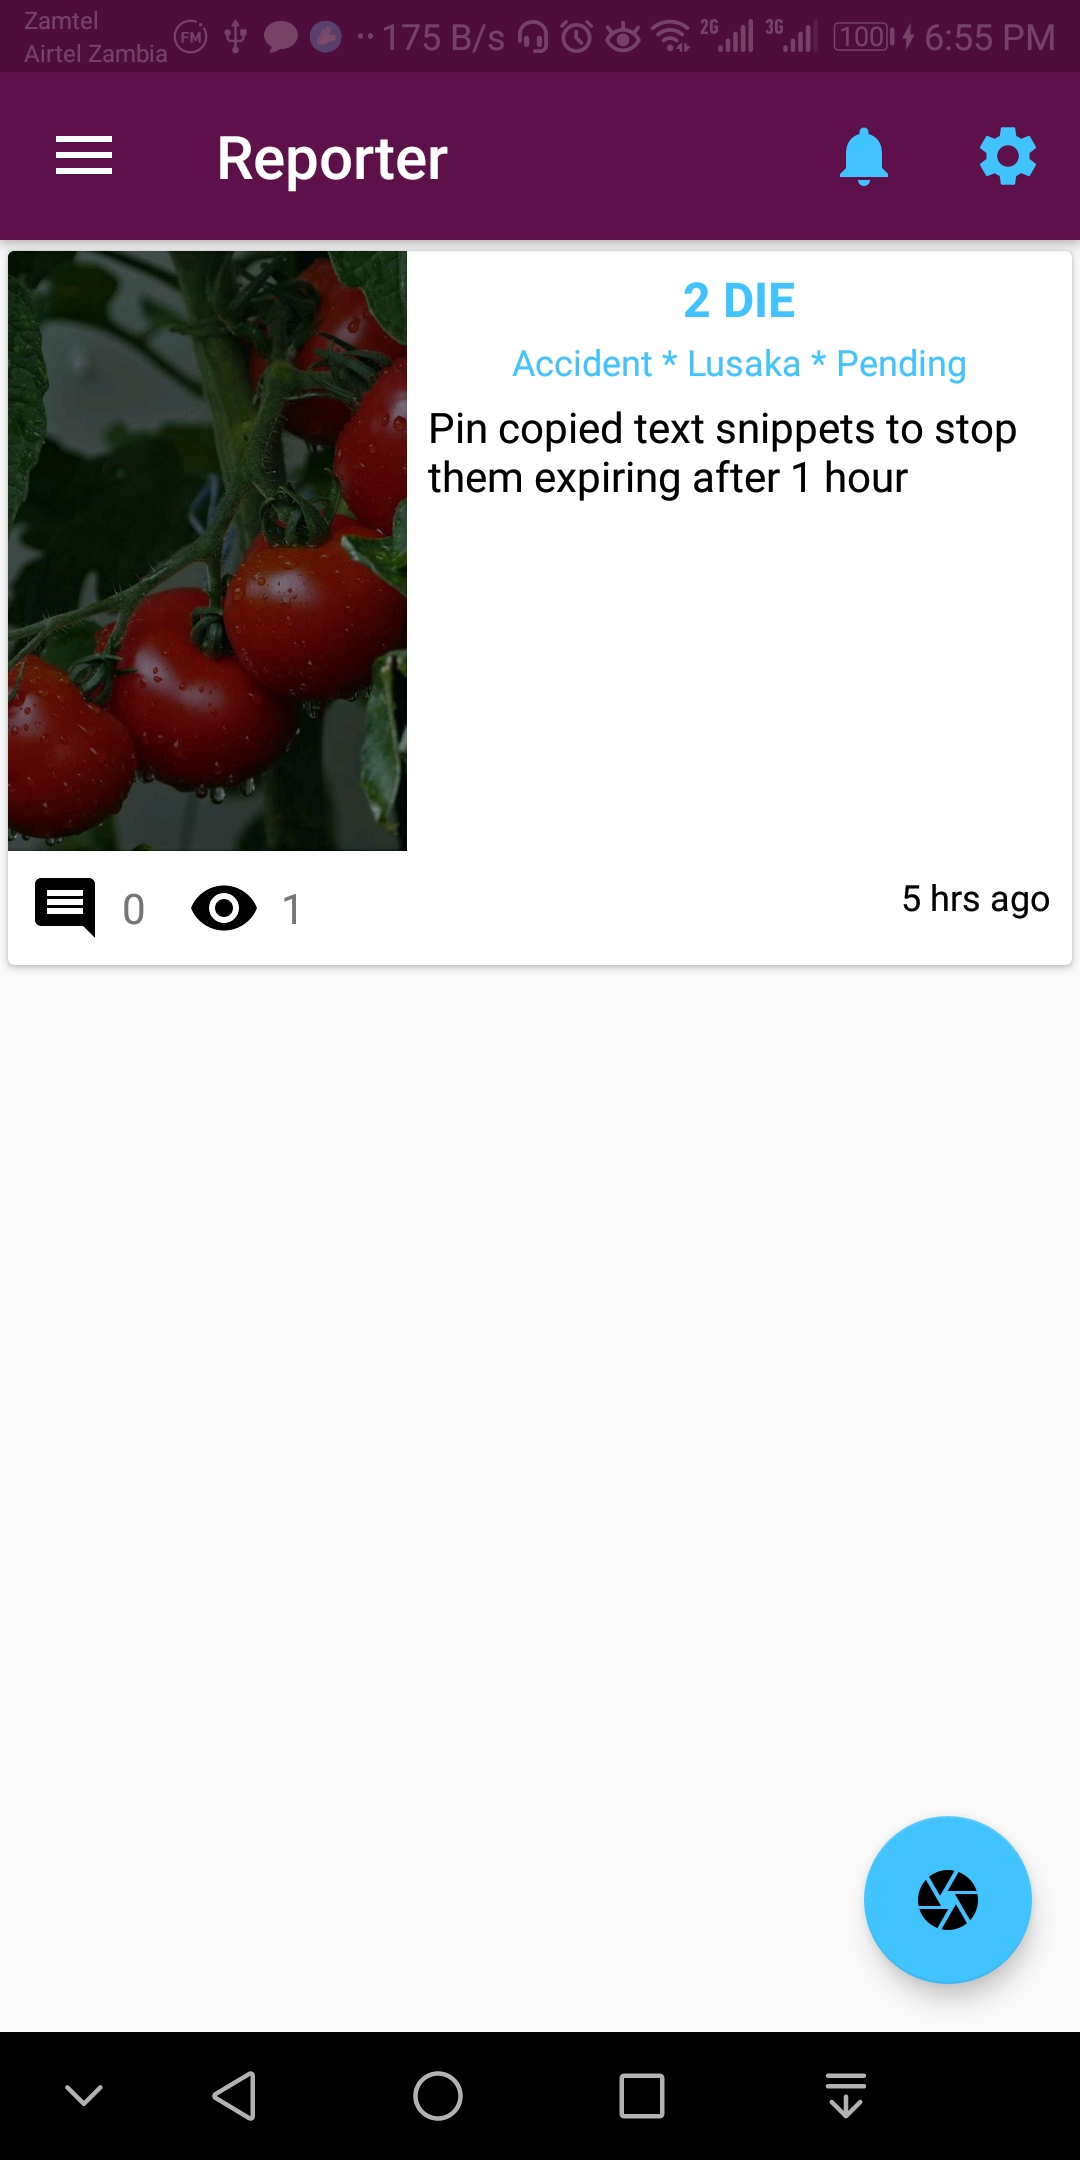 Zamtel
Airtel Zambia
FM
175 B/s
2G
3G
100
6:55 PM
Reporter
2 DIE
Accident * Lusaka * Pending
Pin copied text snippets to stop
them expiring after 1 hour
0
1
5 hrs ago